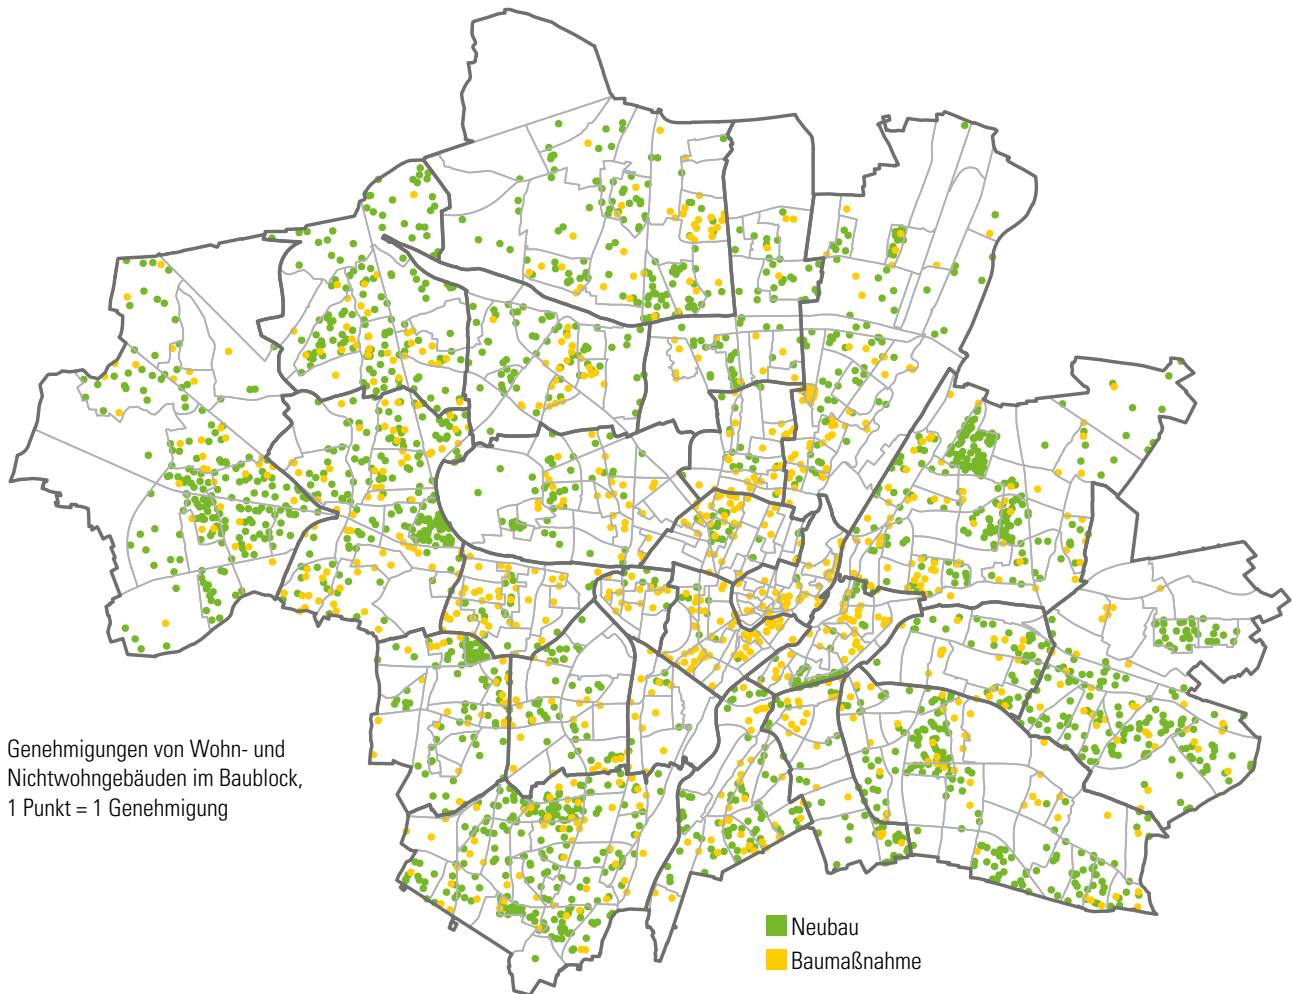 Genehmigungen von Wohn- und
Nichtwohngebäuden im Baublock,
1 Punkt = 1 Genehmigung
Neubau
Baumaßnahme